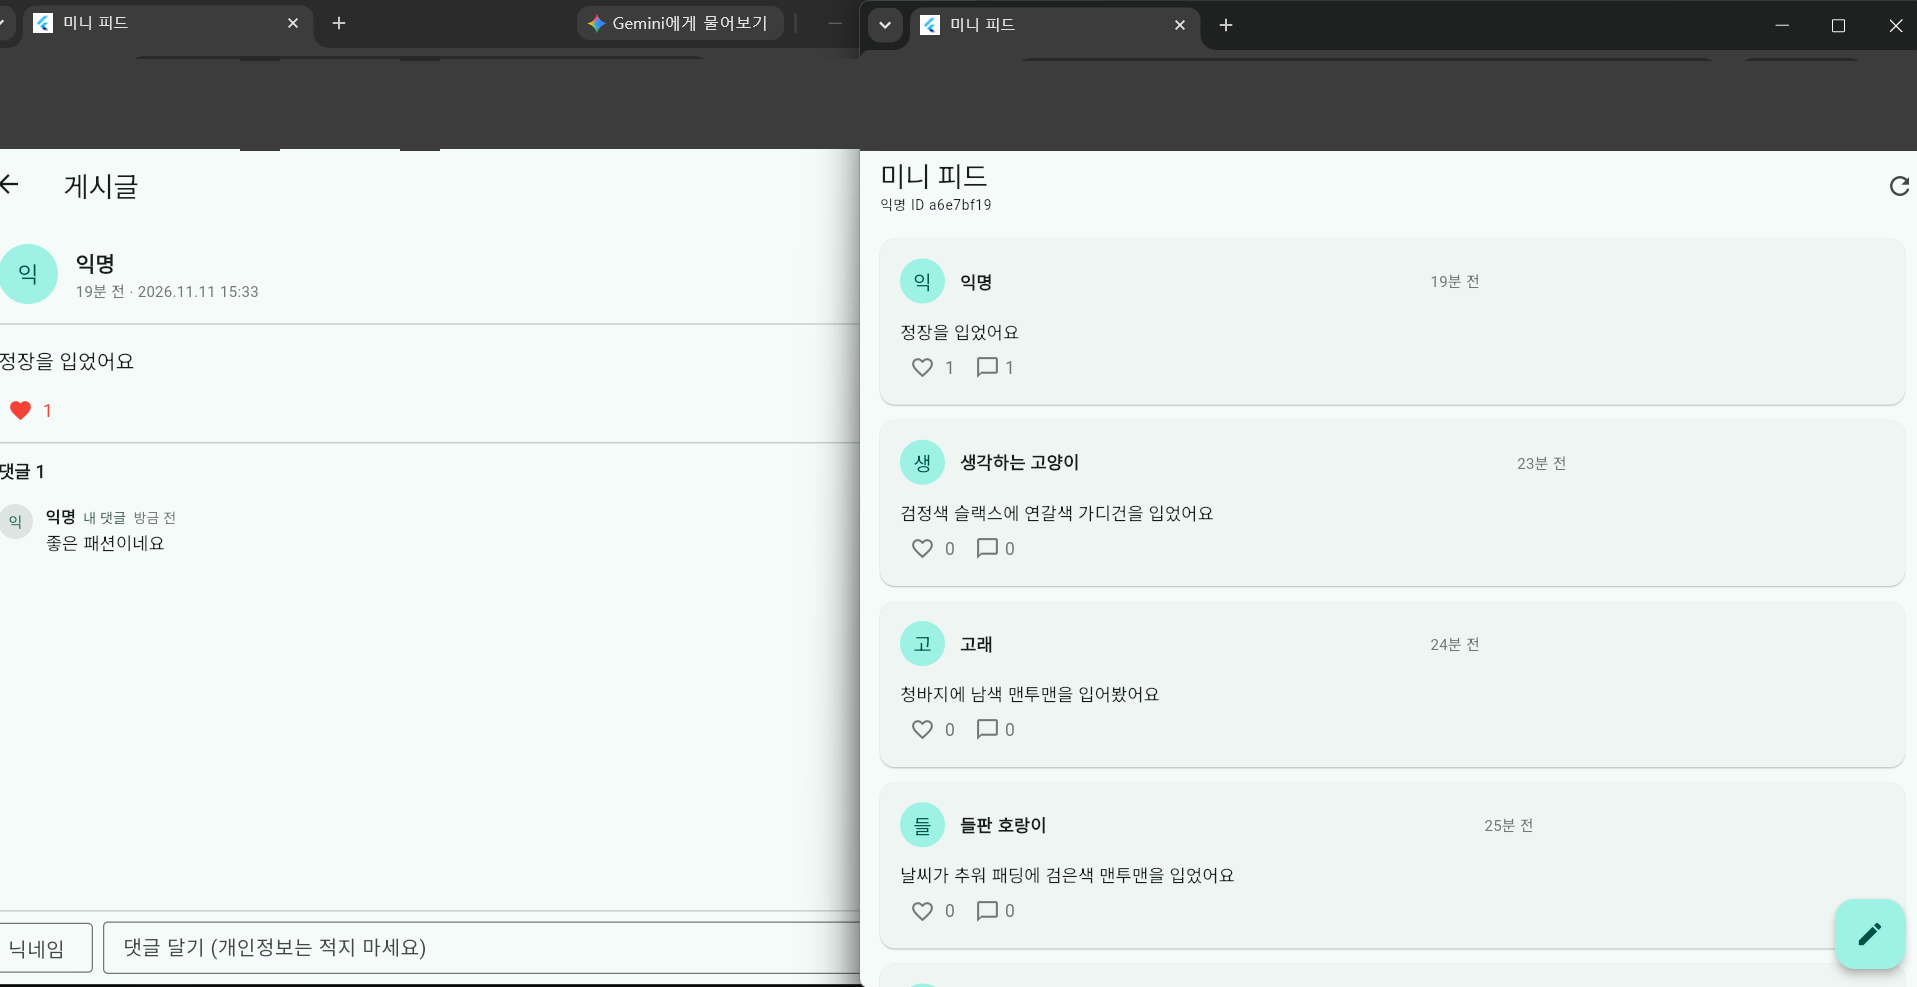 미니 피드
Gemini에게 물어보기
게시글
익
익명
19분 전 · 2026.11.11 15:33
정장을 입었어요
1
댓글 1
익
익명 내 댓글 방금 전
좋은 패션이네요
닉네임
댓글 달기 (개인정보는 적지 마세요)
미니 피드
미니 피드
익명 ID a6e7bf19
익
익명
19분 전
정장을 입었어요
1 1
생
생각하는 고양이
23분 전
검정색 슬랙스에 연갈색 가디건을 입었어요
0 0
고
고래
24분 전
청바지에 남색 맨투맨을 입어봤어요
0 0
들
들판 호랑이
25분 전
날씨가 추워 패딩에 검은색 맨투맨을 입었어요
0 0